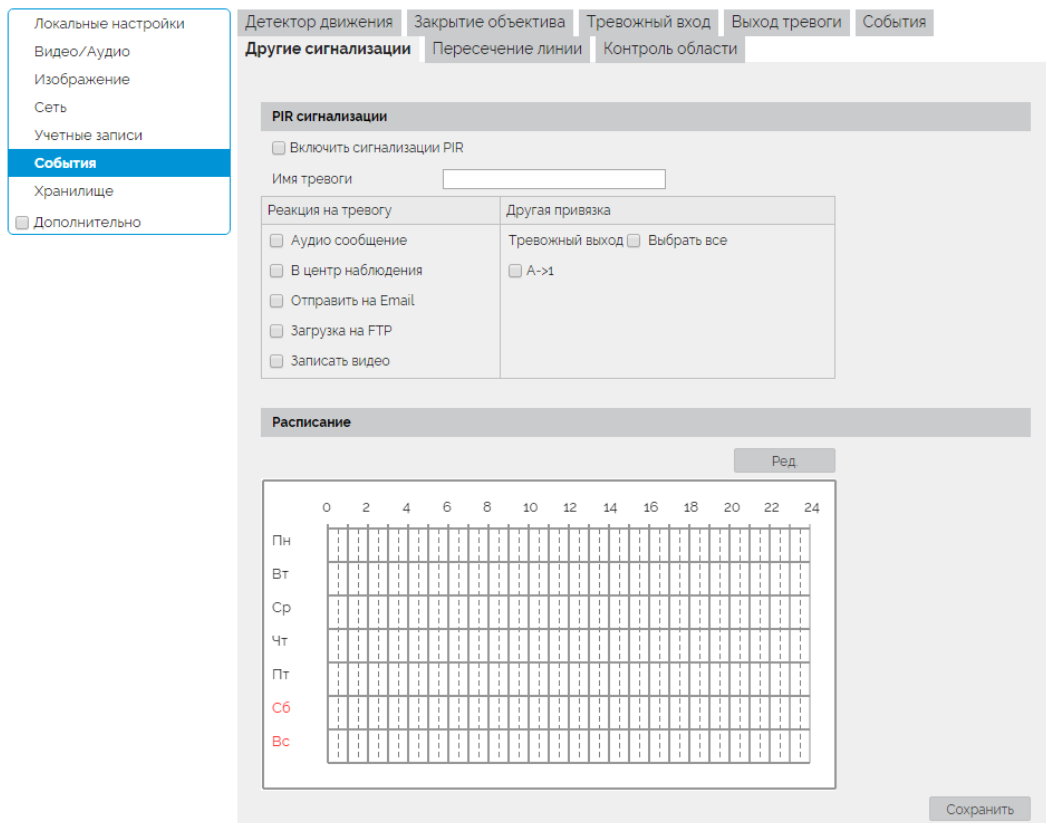 Локальные настройки
Видео/Аудио
Изображение
Сеть
Учетные записи
События
Хранилище
Дополнительно
Детектор движения Закрытие объектива Тревожный вход Выход тревоги События
Другие сигнализации Пересечение линии Контроль области
PIR сигнализации
Включить сигнализации PIR
Имя тревоги
Реакция на тревогу Другая привязка
Аудио сообщение Тревожный выход Выбрать все
В центр наблюдения A->1
Отправить на Email
Загрузка на FTP
Записать видео
Расписание
Ред
0 2 4 6 8 10 12 14 16 18 20 22 24
Пн
Вт
Ср
Чт
Пт
Сб
Вс
Сохранить